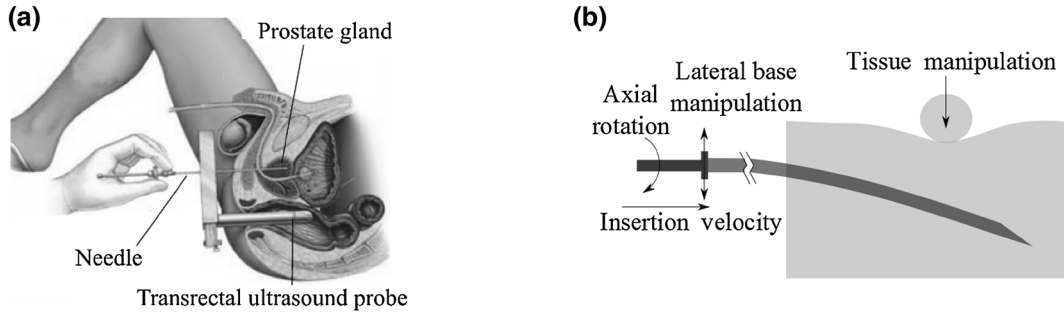 (a)
Prostate gland
Needle
Transrectal ultrasound probe
(b)
Lateral base
manipulation
Axial
rotation
Tissue manipulation
Insertion velocity